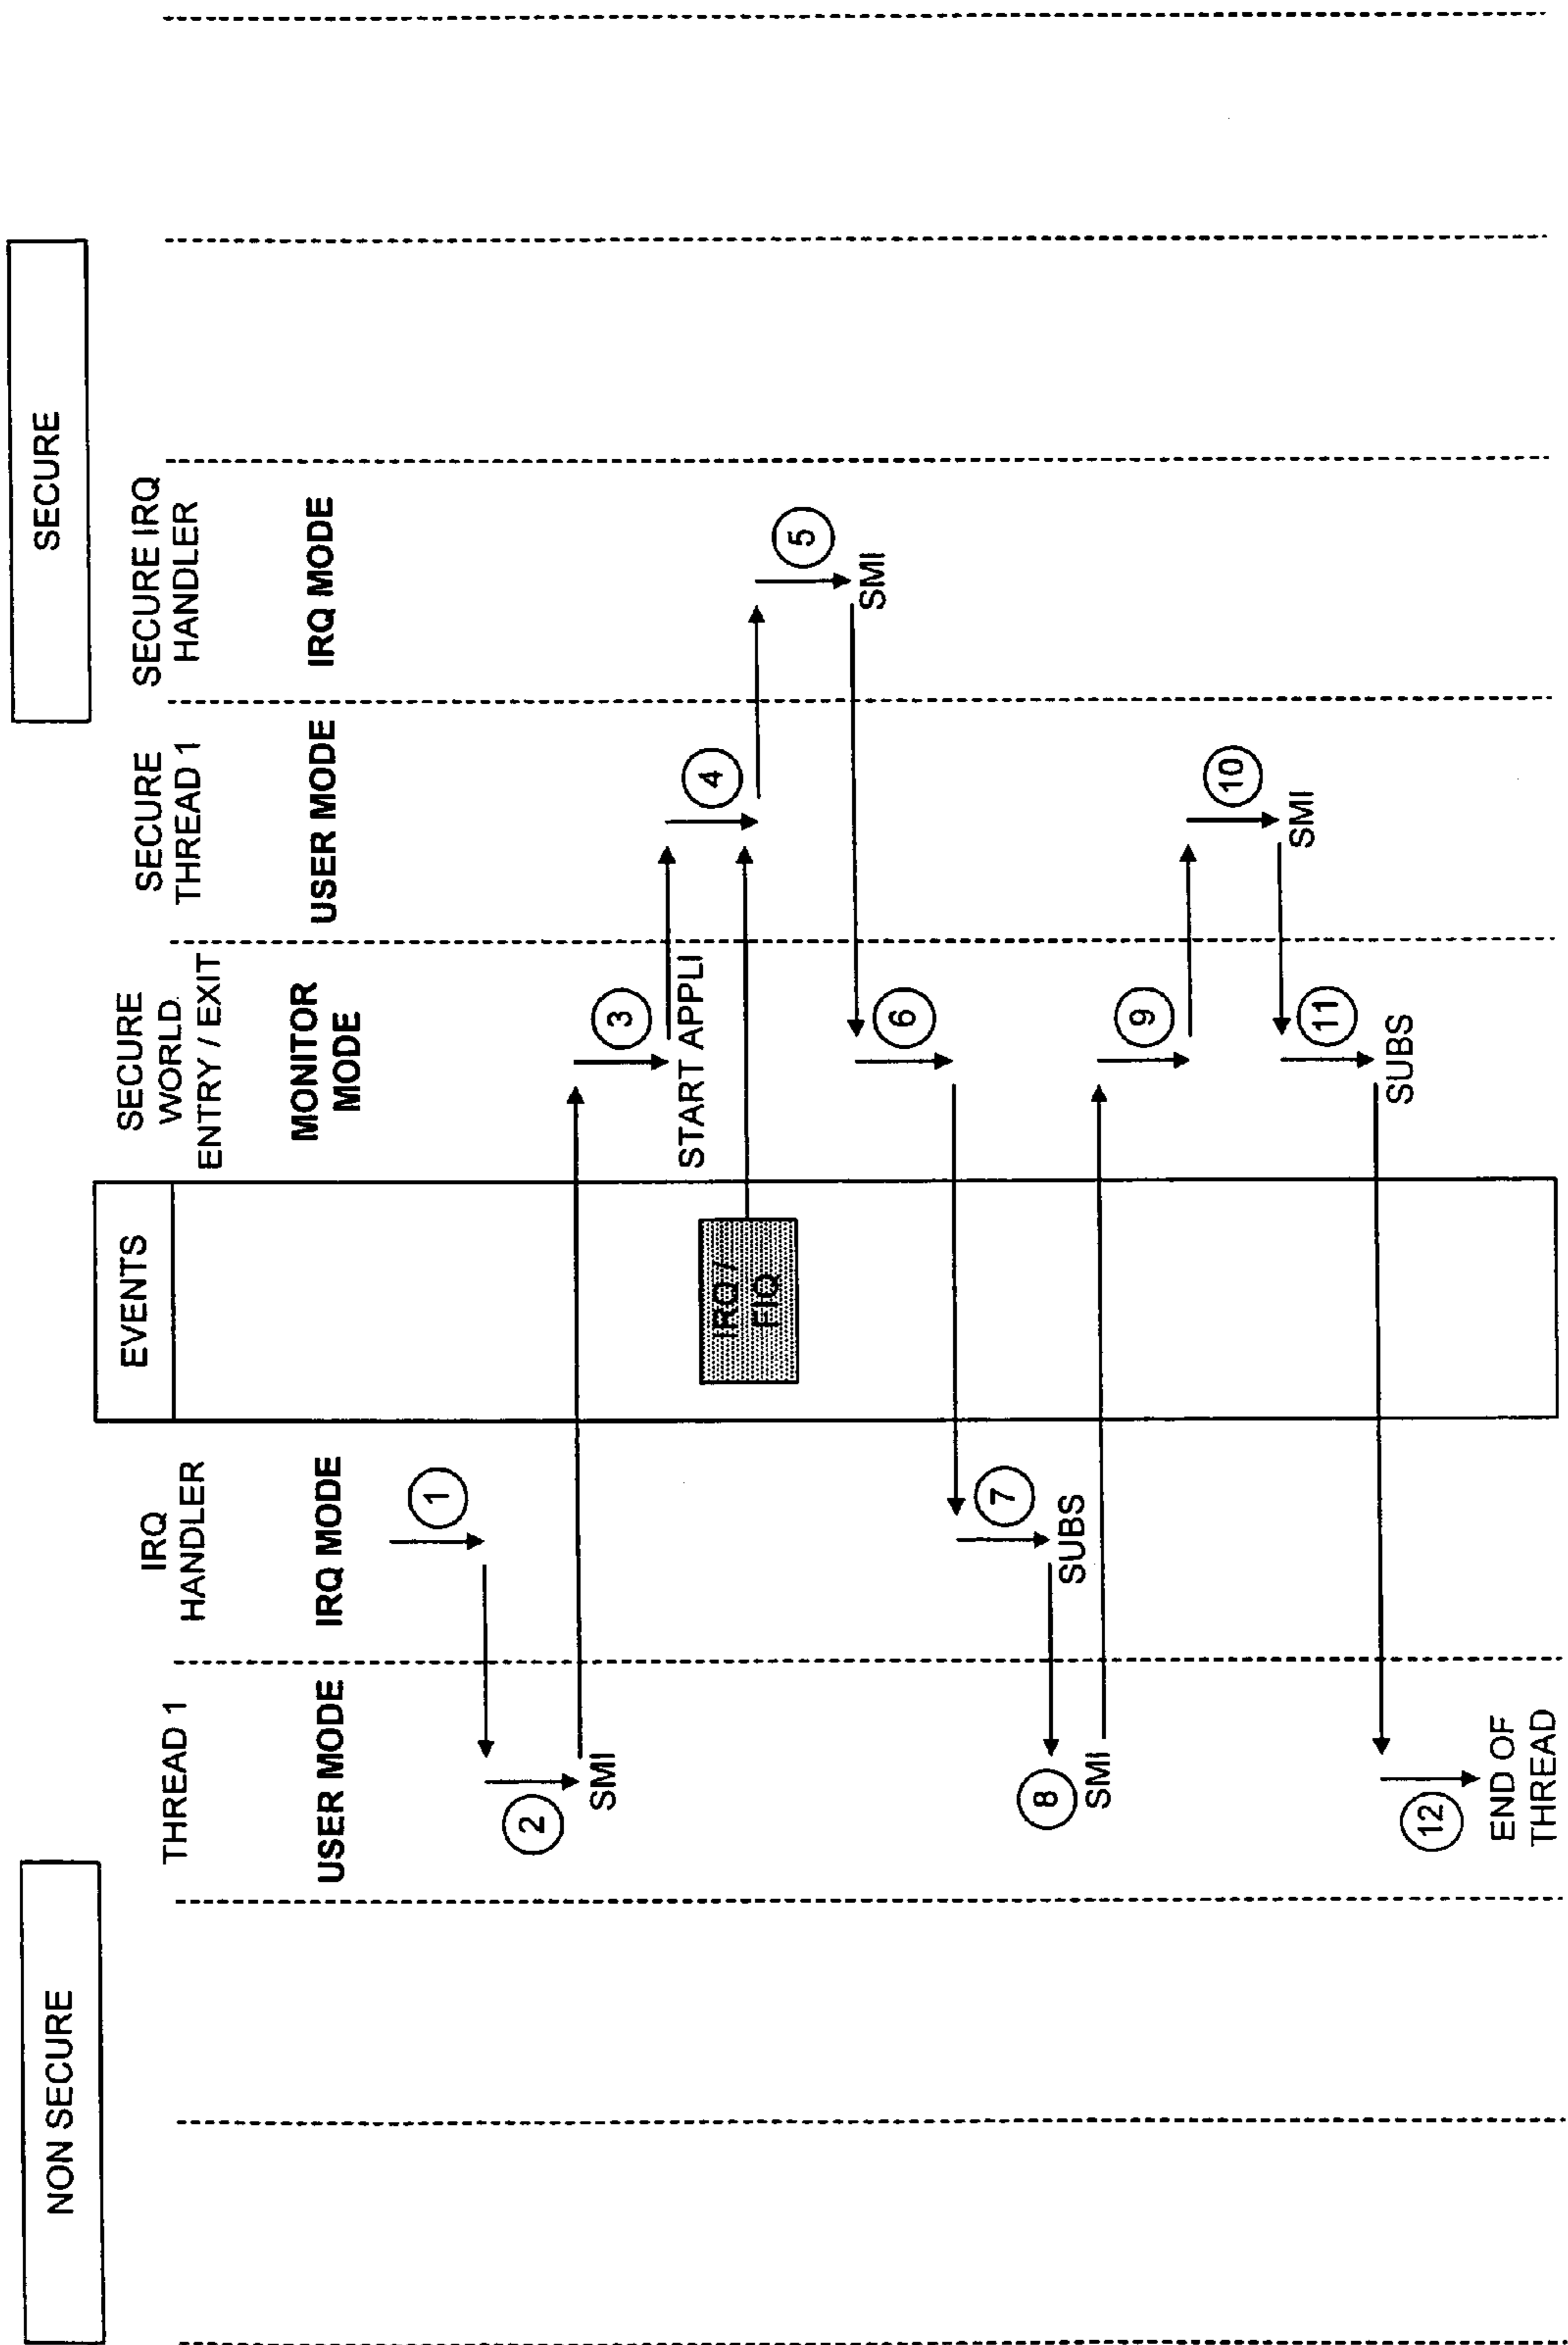 NON SECURE
SECURE
EVENTS
THREAD 1
USER MODE
IRQ
HANDLER
IRQ MODE
SECURE
WORLD.
ENTRY / EXIT
MONITOR
MODE
SECURE
THREAD 1
USER MODE
SECURE IRQ
HANDLER
IRQ MODE
1
2
SMI
3
START APPLI
IRQ /
FIQ
4
5
SMI
6
7
SUBS
8
SMI
9
10
SMI
11
SUBS
12
END OF
THREAD